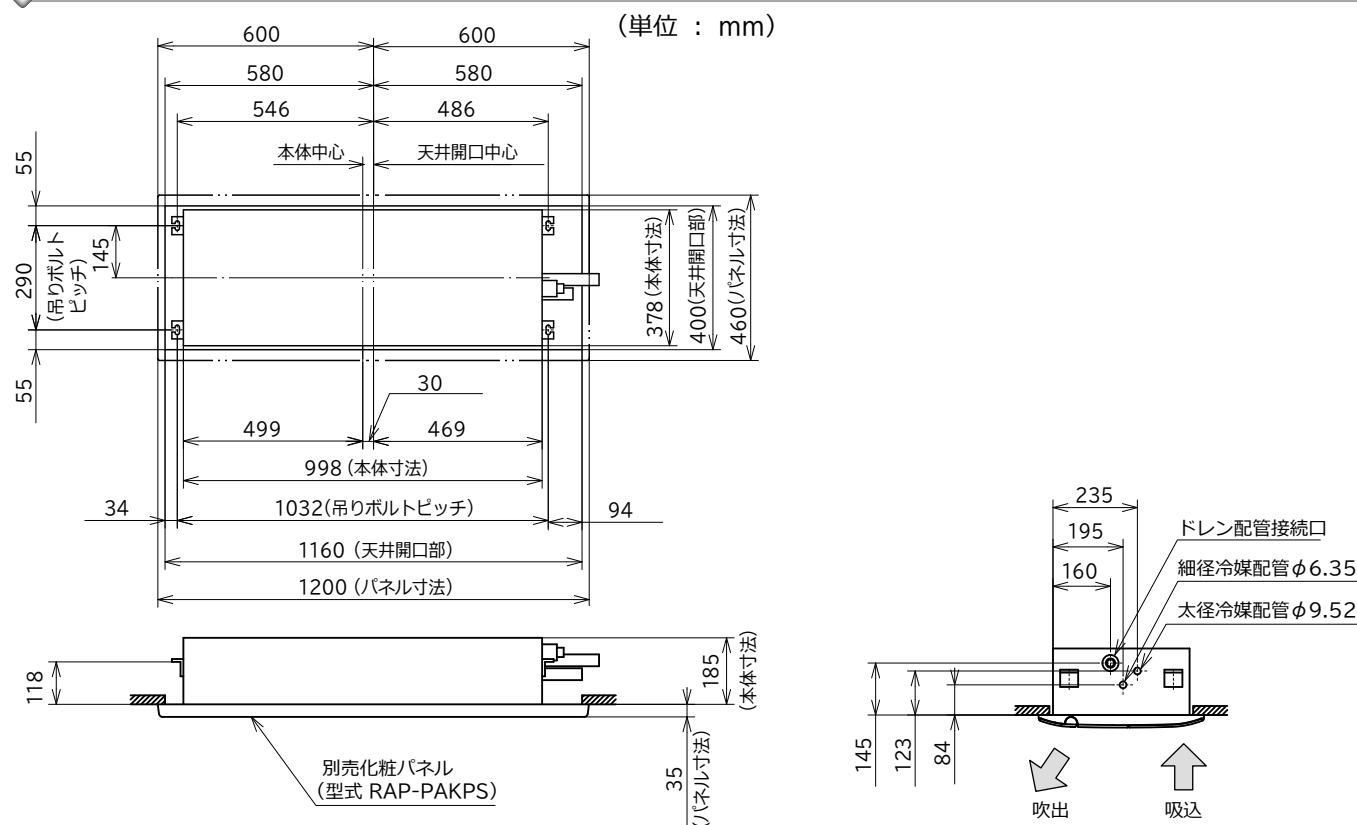 （単位 : mm）
600 600
580 580
546 486
本体中心 天井開口中心
55
290
（吊りボルト
ピッチ）
145
55
378（本体寸法）
400（天井開口部）
460（パネル寸法）
30
499 469
998（本体寸法）
34 1032（吊りボルトピッチ） 94
1160（天井開口部）
1200（パネル寸法）
118
185
（本体寸法）
35
（パネル寸法）
別売化粧パネル
（型式 RAP-PAKPS）
235
195
160
ドレン配管接続口
細径冷媒配管φ6.35
太径冷媒配管φ9.52
145
123
84
吹出 吸込